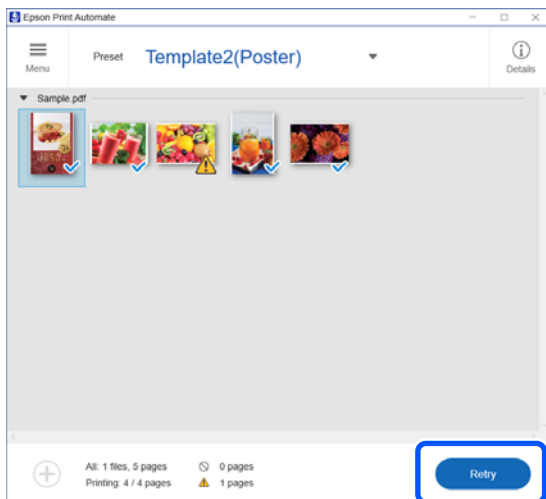 Epson Print Automate
Menu
Preset
Template2(Poster)
Details
Sample.pdf
All: 1 files, 5 pages
0 pages
Printing: 4 / 4 pages
1 pages
Retry